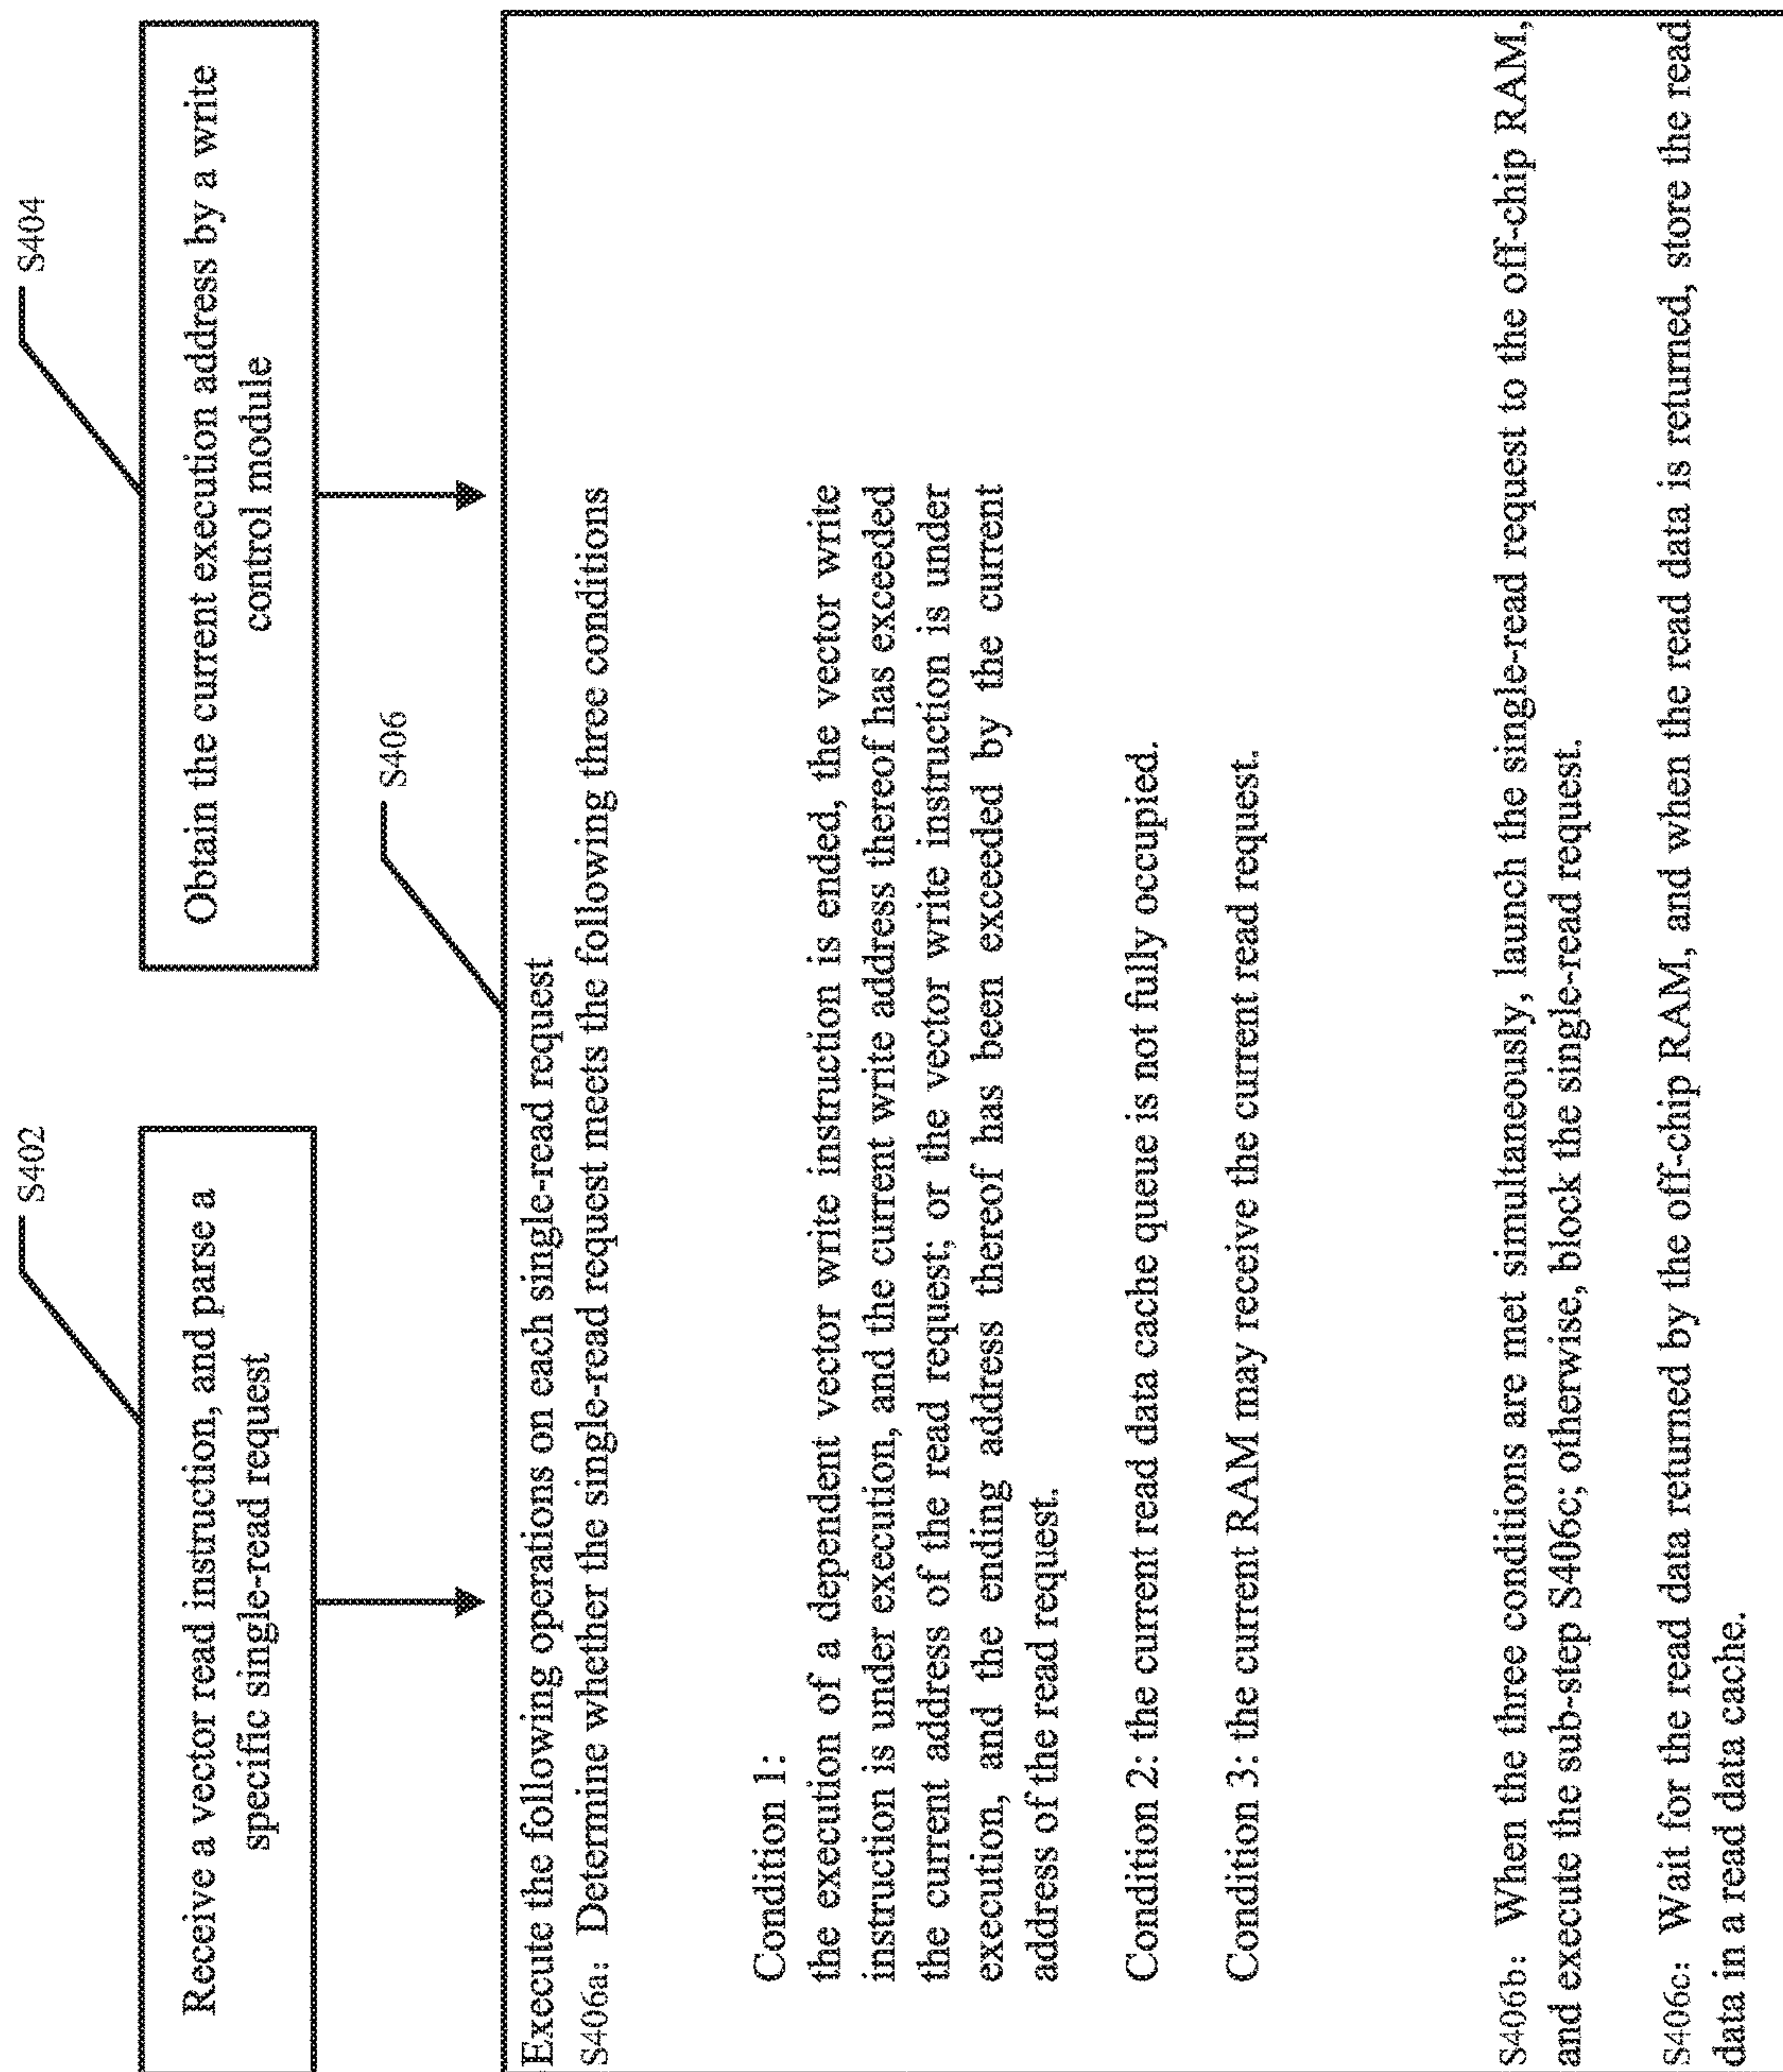 S402
Receive a vector read instruction, and parse a
specific single-read request
S404
Obtain the current execution address by a write
control module
S406
Execute the following operations on each single-read request
S406a: Determine whether the single-read request meets the following three conditions
Condition 1:
the execution of a dependent vector write instruction is ended, the vector write
instruction is under execution, and the current write address thereof has exceeded
the current address of the read request; or the vector write instruction is under
execution, and the ending address thereof has been exceeded by the current
address of the read request.
Condition 2: the current read data cache queue is not fully occupied.
Condition 3: the current RAM may receive the current read request.
S406b: When the three conditions are met simultaneously, launch the single-read request to the off-chip RAM,
and execute the sub-step S406c; otherwise, block the single-read request.
S406c: Wait for the read data returned by the off-chip RAM, and when the read data is returned, store the read
data in a read data cache.